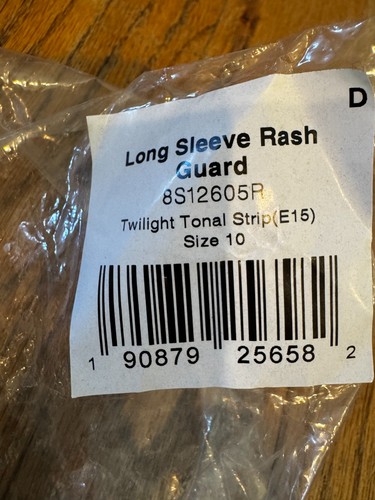 D
Long Sleeve Rash
Guard
8S12605R
Twilight Tonal Strip(E15)
Size 10
1 90879 25658 2